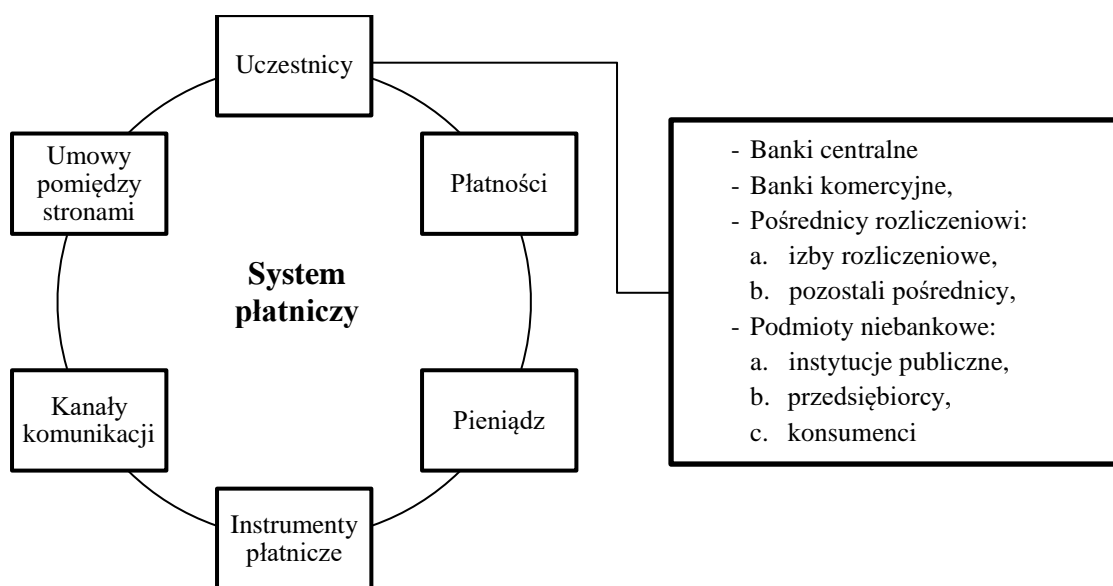 Uczestnicy
Umowy
pomiędzy
stronami
Płatności
System
płatniczy
Kanały
komunikacji
Pieniądz
Instrumenty
płatnicze
- Banki centralne
- Banki komercyjne,
- Pośrednicy rozliczeniowi:
a. izby rozliczeniowe,
b. pozostali pośrednicy,
- Podmioty niebankowe:
a. instytucje publiczne,
b. przedsiębiorcy,
c. konsumenci